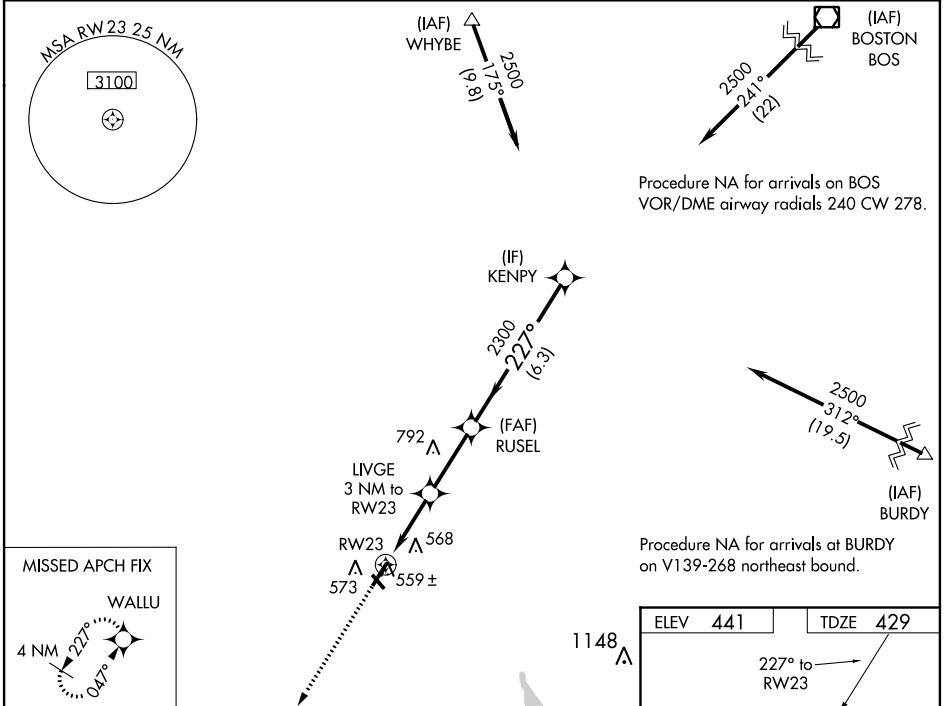 MSA RW23 25 NM
3100
(IAF)
WHYBE
2500
175°
(9.8)
(IAF)
BOSTON
BOS
2500
241°
(22)
Procedure NA for arrivals on BOS
VOR/DME airway radials 240 CW 278.
(IF)
KENPY
2300
227°
(6.3)
(FAF)
RUSEL
792
LIVGE
3 NM to
RW23
RW23
568
573
559 ±
2500
312°
(19.5)
(IAF)
BURDY
Procedure NA for arrivals at BURDY
on V139-268 northeast bound.
MISSED APCH FIX
WALLU
4 NM
227°
047°
1148
ELEV 441
TDZE 429
227° to
RW23